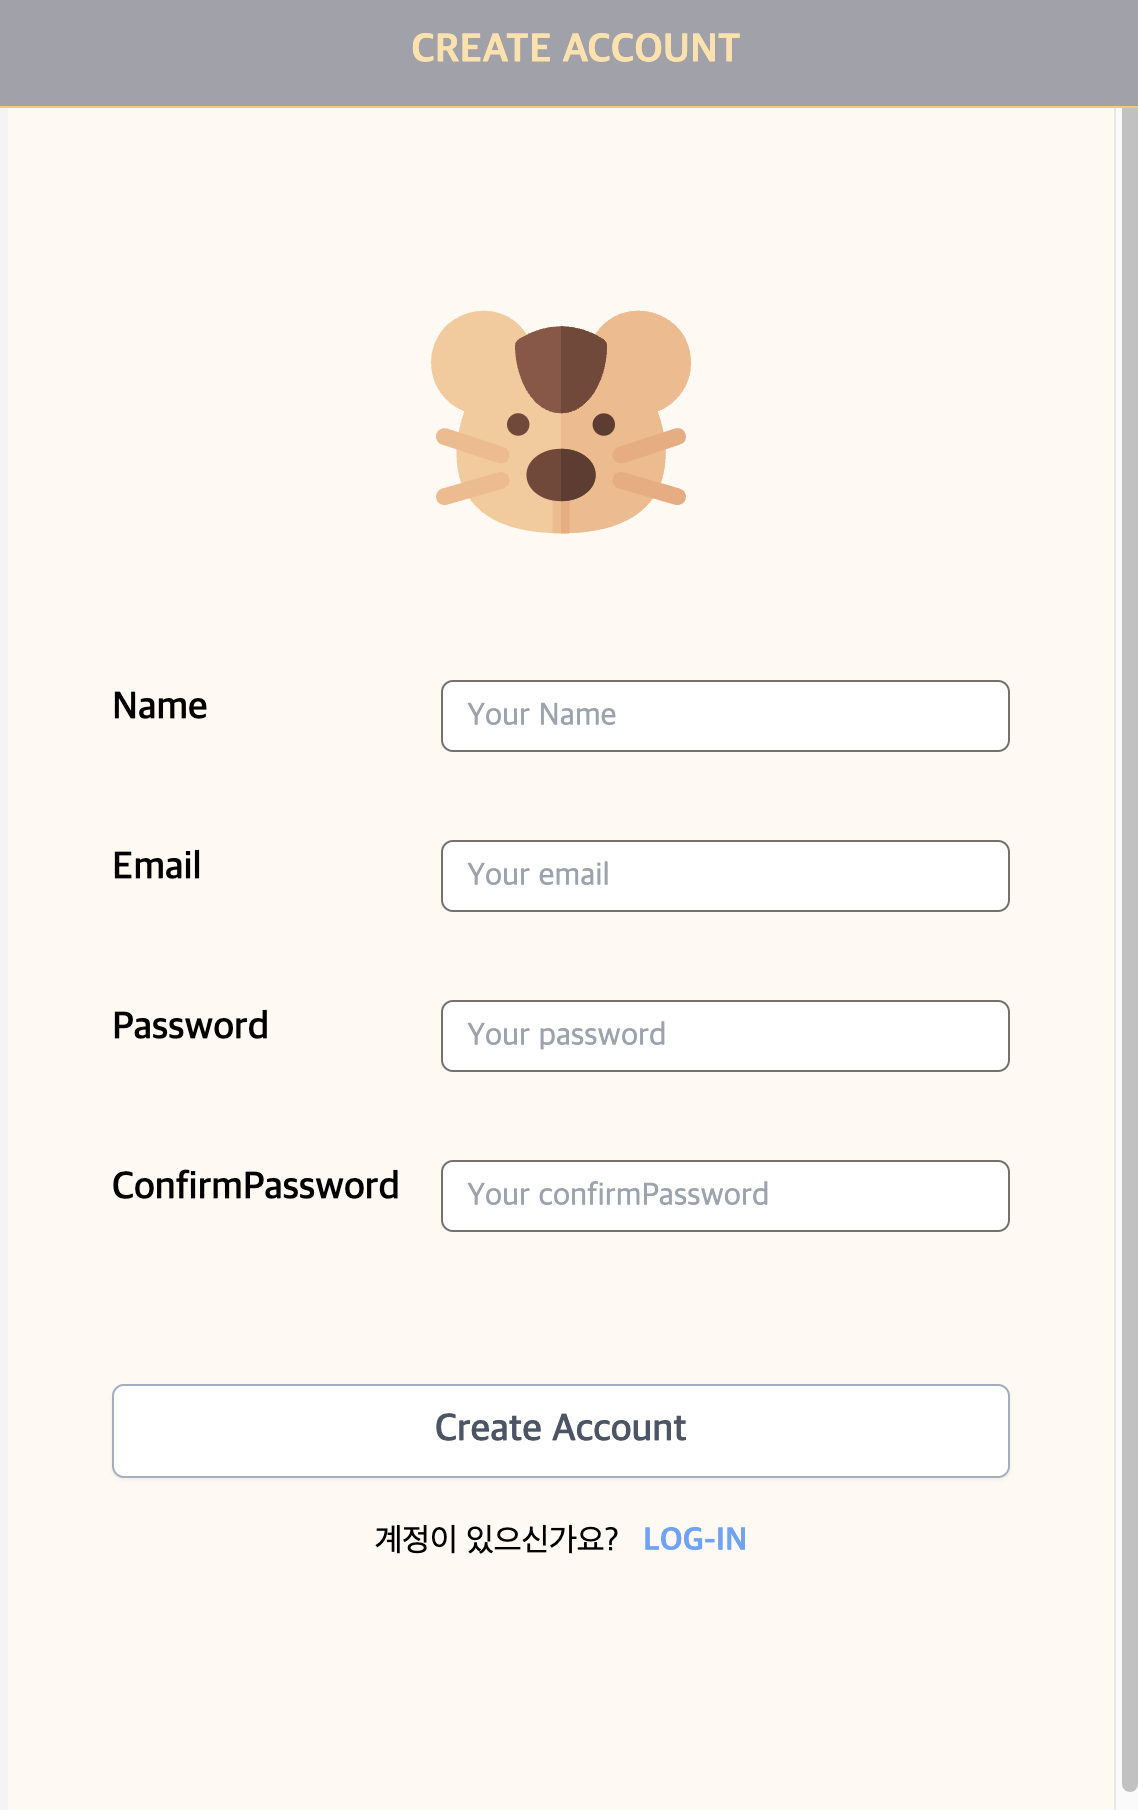 CREATE ACCOUNT
Name
Your Name
Email
Your email
Password
Your password
ConfirmPassword
Your confirmPassword
Create Account
계정이 있으신가요? LOG-IN